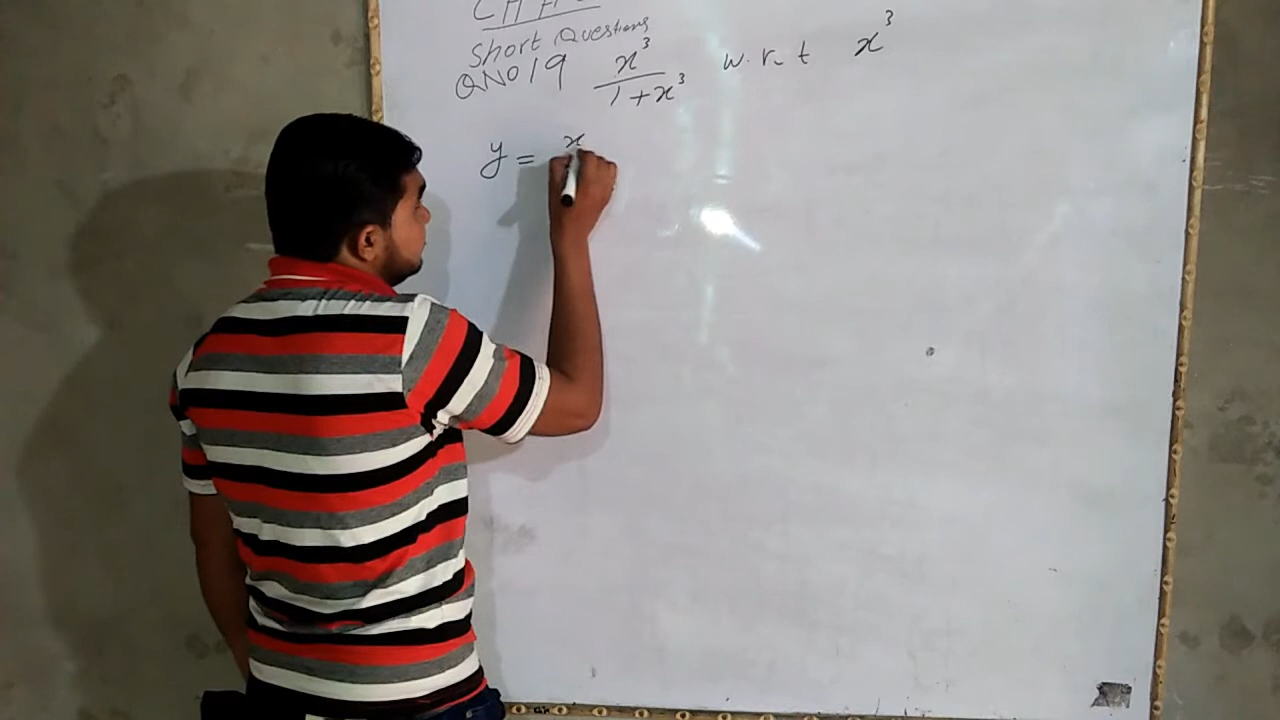 Short Questions
QNO 19 x³/1+x³ w.r.t x³
y = x